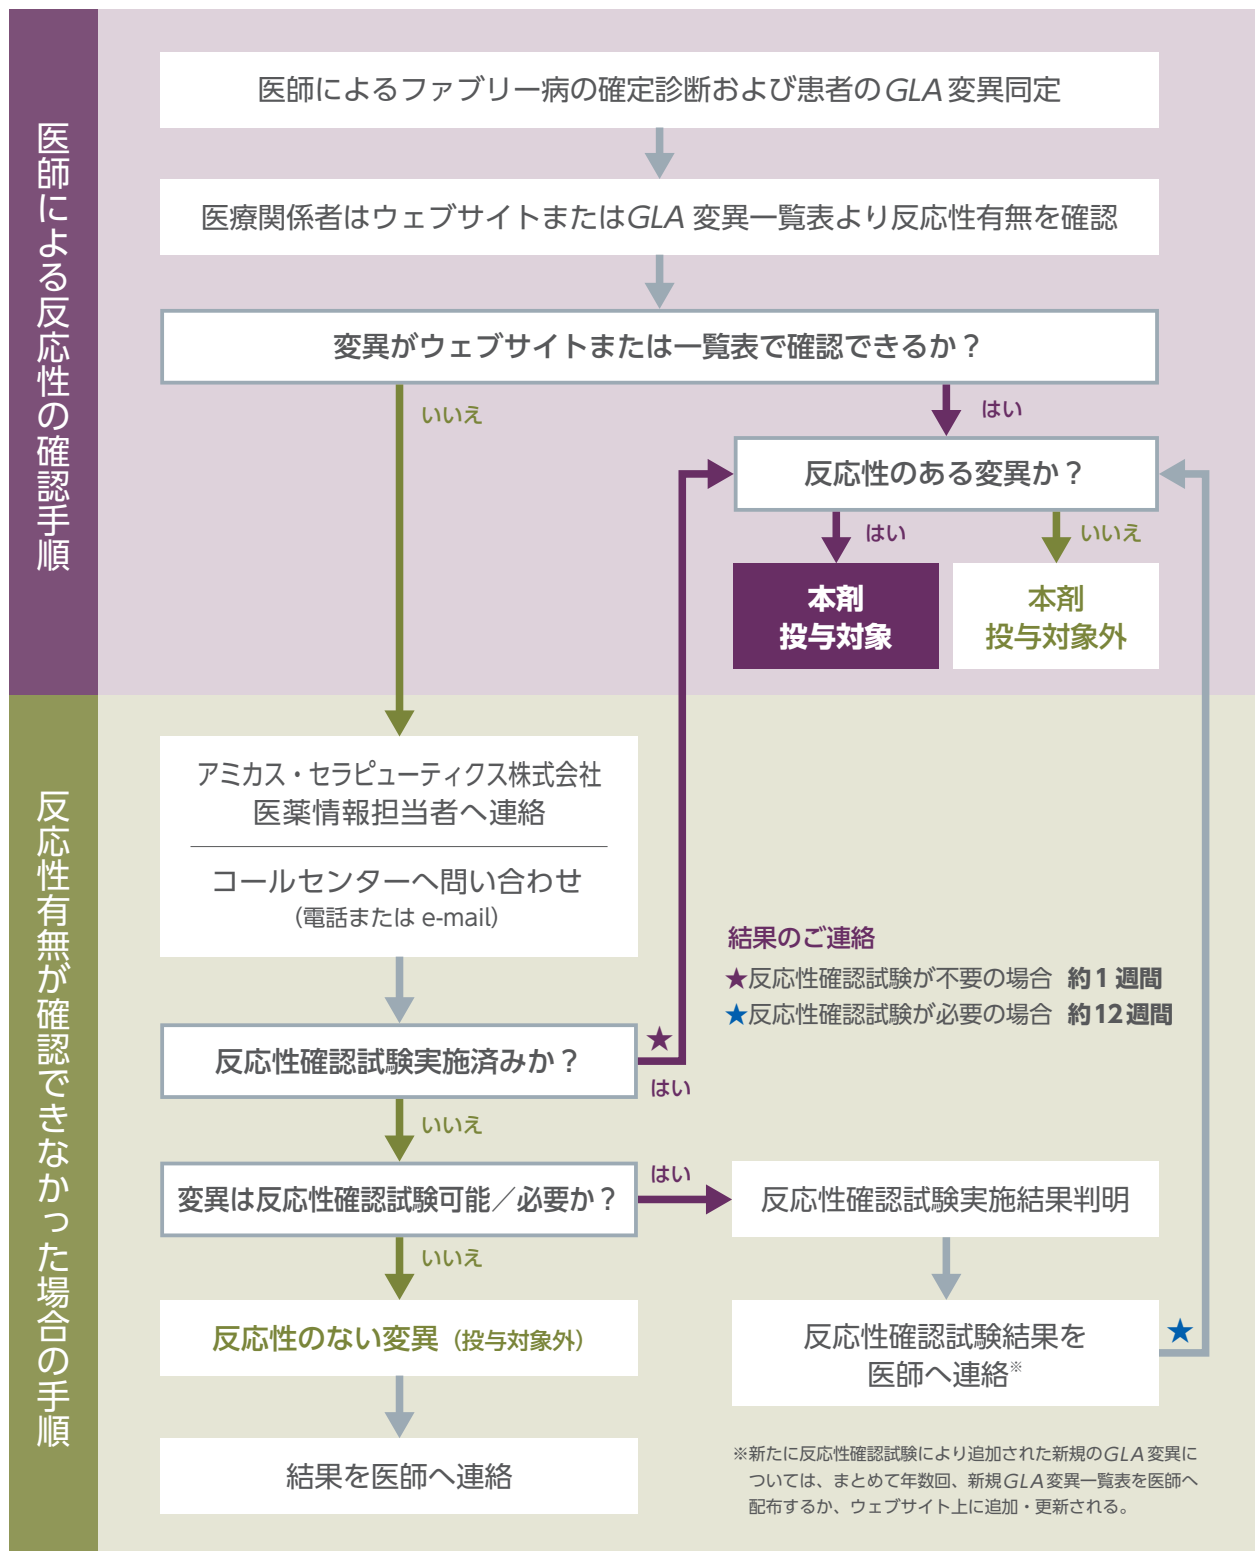 医師による反応性の確認手順
医師によるファブリー病の確定診断および患者のGLA変異同定
医療関係者はウェブサイトまたはGLA 変異一覧表より反応性有無を確認
変異がウェブサイトまたは一覧表で確認できるか？
いいえ
はい
反応性のある変異か？
はい
いいえ
本剤
投与対象
本剤
投与対象外
反応性有無が確認できなかった場合の手順
アミカス・セラピューティクス株式会社
医薬情報担当者へ連絡
コールセンターへ問い合わせ
（電話または e-mail）
結果のご連絡
★反応性確認試験が不要の場合 約1 週間
★反応性確認試験が必要の場合 約12週間
反応性確認試験実施済みか？
★
はい
いいえ
変異は反応性確認試験可能／必要か？
はい
反応性確認試験実施結果判明
いいえ
反応性のない変異（投与対象外）
反応性確認試験結果を
医師へ連絡※
★
結果を医師へ連絡
※新たに反応性確認試験により追加された新規のGLA変異に
ついては、まとめて年数回、新規GLA変異一覧表を医師へ
配布するか、ウェブサイト上に追加・更新される。